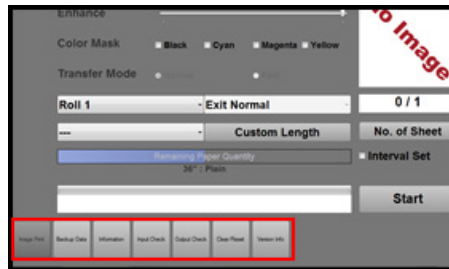 Enhance
Color Mask Black Cyan Magenta Yellow
Transfer Mode
o Image
Roll 1 Exit Normal 0 / 1
--- Custom Length No. of Sheet
Remaining Paper Quantity Interval Set
36" : Plain
Start
Image Print Backup Data Information Input Check Output Check Clear/Reset Version Info